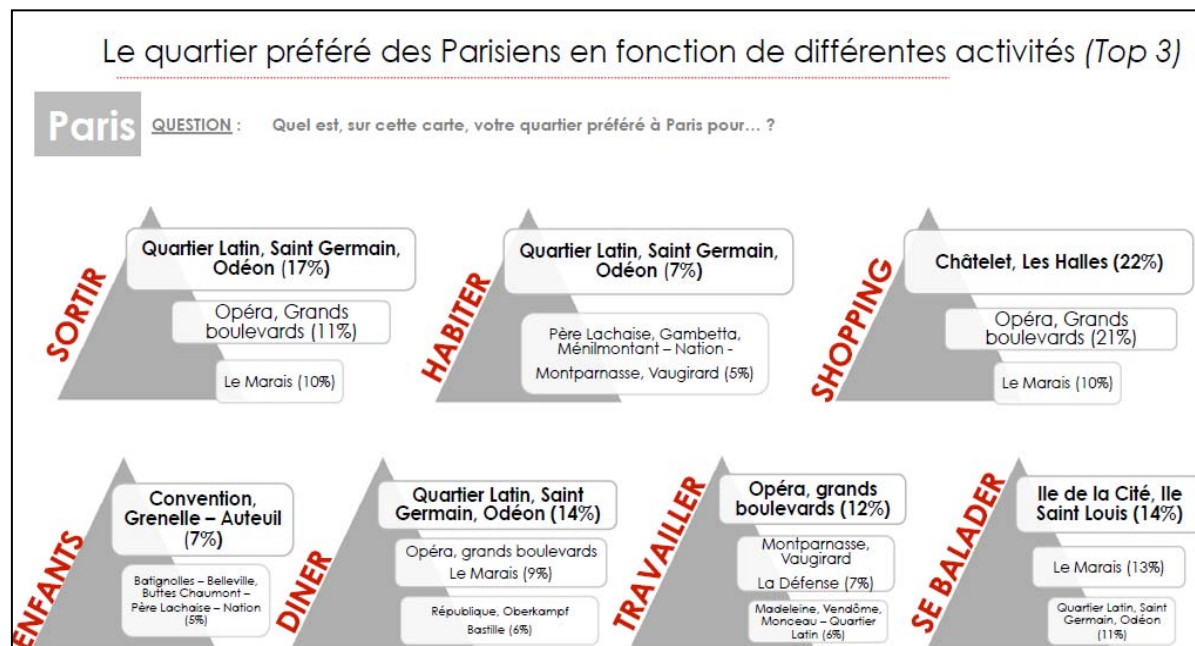 Le quartier préféré des Parisiens en fonction de différentes activités (Top 3)
Paris
QUESTION : Quel est, sur cette carte, votre quartier préféré à Paris pour... ?
SORTIR
Quartier Latin, Saint Germain,
Odéon (17%)
Opéra, Grands
boulevards (11%)
Le Marais (10%)
HABITER
Quartier Latin, Saint Germain,
Odéon (7%)
Père Lachaise, Gambetta,
Ménilmontant – Nation -
Montparnasse, Vaugirard (5%)
SHOPPING
Châtelet, Les Halles (22%)
Opéra, Grands
boulevards (21%)
Le Marais (10%)
ENFANTS
Convention,
Grenelle – Auteuil
(7%)
Batignolles – Belleville,
Buttes Chaumont –
Père Lachaise – Nation
(5%)
DINER
Quartier Latin, Saint
Germain, Odéon (14%)
Opéra, grands boulevards
Le Marais (9%)
République, Oberkampf
Bastille (6%)
TRAVAILLER
Opéra, grands
boulevards (12%)
Montparnasse,
Vaugirard
La Défense (7%)
Madeleine, Vendôme,
Monceau – Quartier
Latin (6%)
SE BALADER
Ile de la Cité, Ile
Saint Louis (14%)
Le Marais (13%)
Quartier Latin, Saint
Germain, Odéon
(11%)